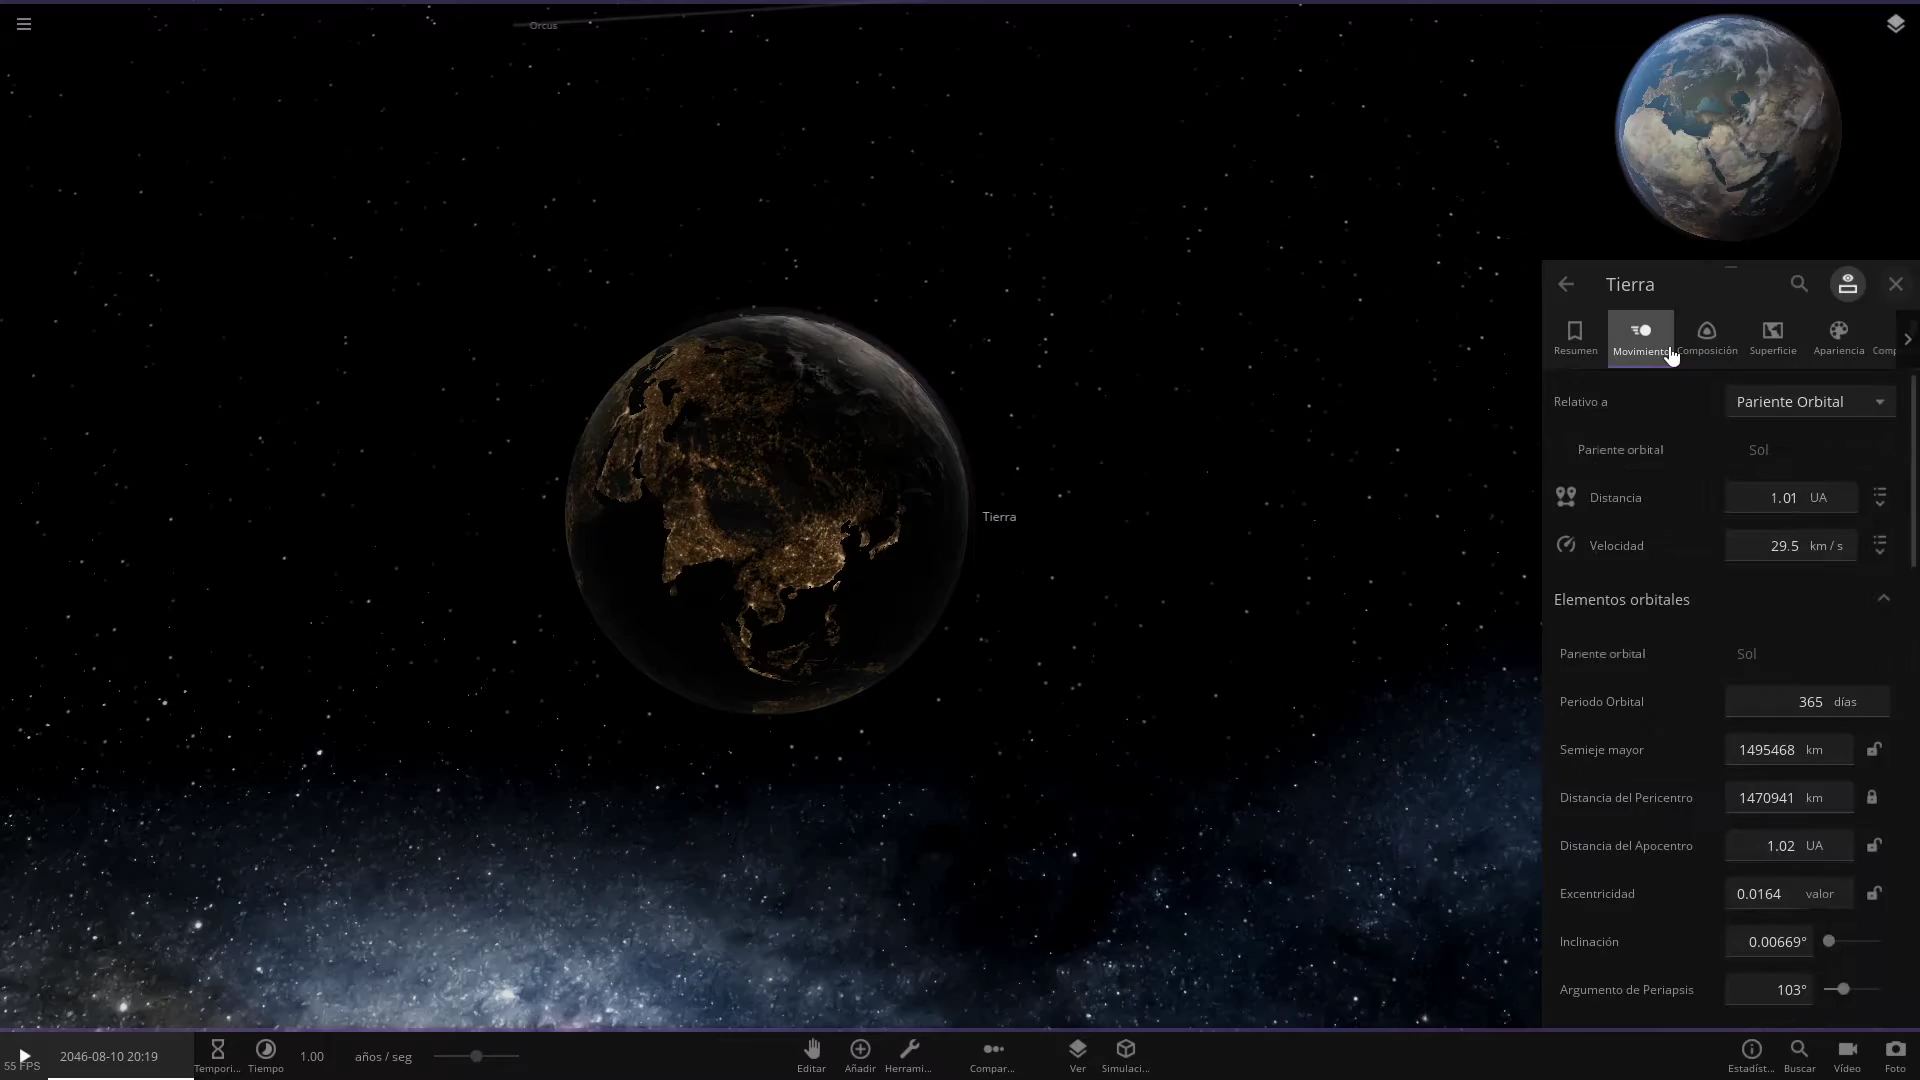 Orcus
Tierra
Tierra
Resumen
Movimiento
Composición
Superficie
Apariencia
Comp
Relativo a
Pariente Orbital
Pariente orbital
Sol
Distancia
1.01 UA
Velocidad
29.5 km / s
Elementos orbitales
Pariente orbital
Sol
Periodo Orbital
365 días
Semieje mayor
1495468 km
Distancia del Pericentro
1470941 km
Distancia del Apocentro
1.02 UA
Excentricidad
0.0164 valor
Inclinación
0.00669°
Argumento de Periapsis
103°
55 FPS
2046-08-10 20:19
Tempori...
Tiempo
1.00 años / seg
Editar
Añadir
Herrami...
Compar...
Ver
Simulaci...
Estadíst...
Buscar
Vídeo
Foto